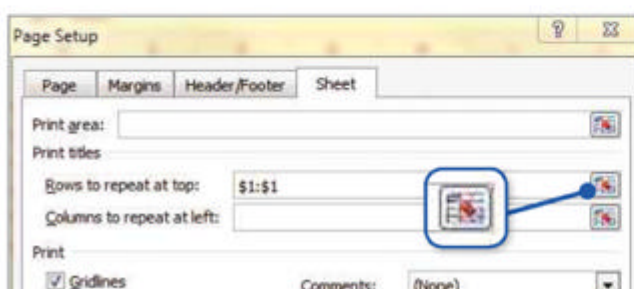 Page Setup
Page Margins Header/Footer Sheet
Print area:
Print titles
Rows to repeat at top: $1:$1
Columns to repeat at left:
Print
Gridlines Comments: (None)